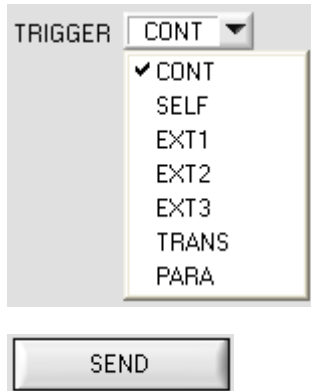 TRIGGER CONT
CONT
SELF
EXT1
EXT2
EXT3
TRANS
PARA
SEND